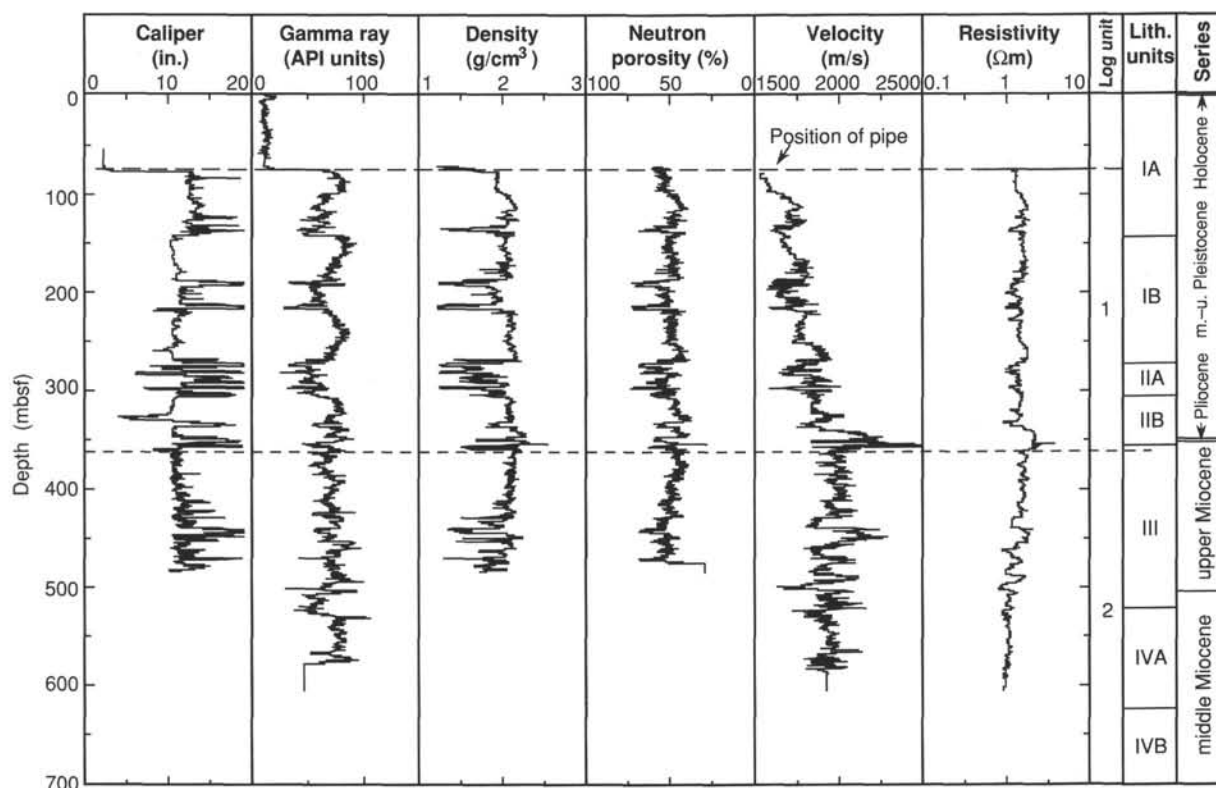 Caliper
(in.)
0 10 20
Gamma ray
(API units)
0 100
Density
(g/cm³)
1 2 3
Neutron
porosity (%)
100 50 0
Velocity
(m/s)
1500 2000 2500
Resistivity
(Ωm)
0.1 1 10
Log unit
Lith.
units
Series
Depth (mbsf)
0
100
200
300
400
500
600
700
Position of pipe
1
2
IA
IB
IIA
IIB
III
IVA
IVB
Pliocene m.–u. Pleistocene Holocene
upper Miocene
middle Miocene